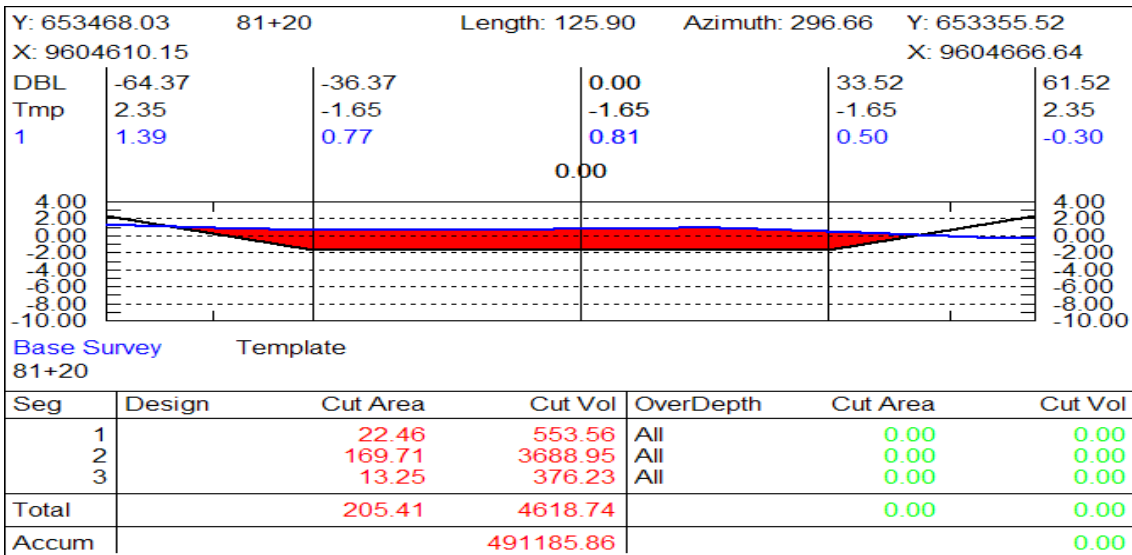 Y: 653468.03 81+20 Length: 125.90 Azimuth: 296.66 Y: 653355.52
X: 9604610.15 X: 9604666.64
DBL -64.37 -36.37 0.00 33.52 61.52
Tmp 2.35 -1.65 -1.65 -1.65 2.35
1 1.39 0.77 0.81 0.50 -0.30
0.00
4.00 4.00
2.00 2.00
0.00 0.00
-2.00 -2.00
-4.00 -4.00
-6.00 -6.00
-8.00 -8.00
-10.00 -10.00
Base Survey Template
81+20
Seg Design Cut Area Cut Vol OverDepth Cut Area Cut Vol
1 22.46 553.56 All 0.00 0.00
2 169.71 3688.95 All 0.00 0.00
3 13.25 376.23 All 0.00 0.00
Total 205.41 4618.74 0.00 0.00
Accum 491185.86 0.00